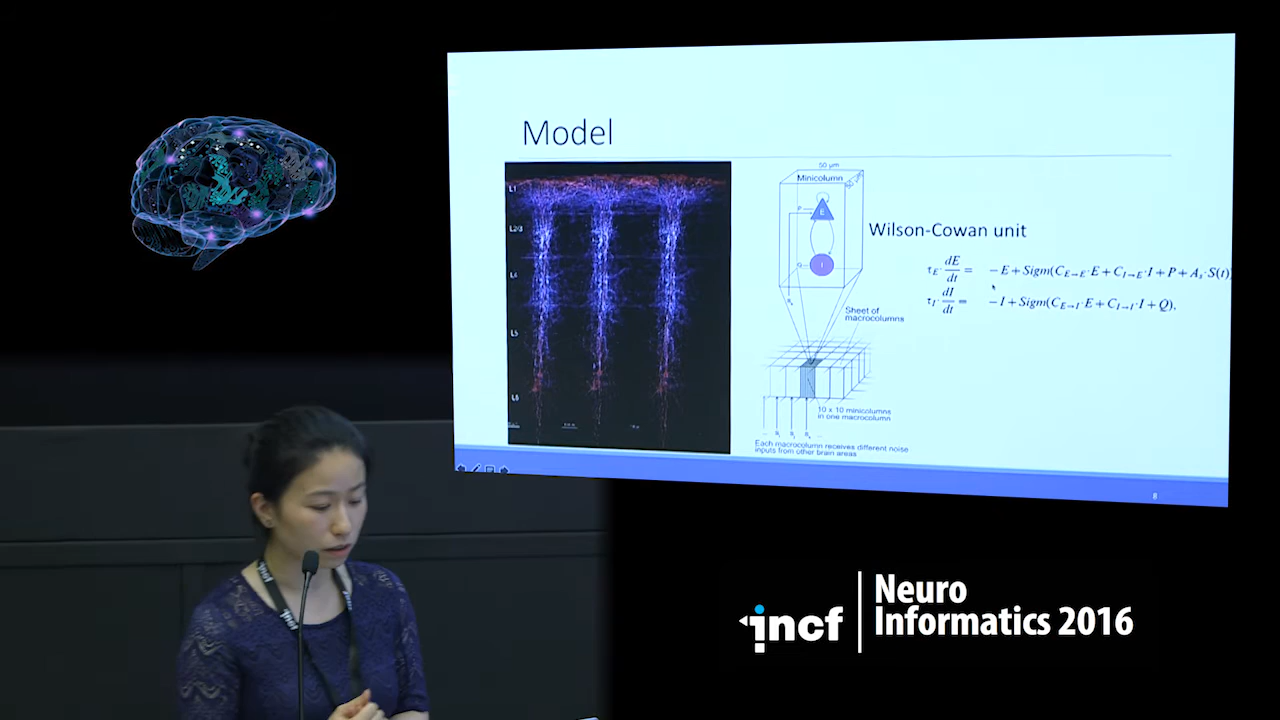 Model
L1
L2/3
L4
L5
L6
50 μm
Minicolumn
P
E
I
Wilson-Cowan unit
τE· dE/dt = −E + Sigm(CE→E·E + CI→E·I + P + As·S(t)
τI· dI/dt = −I + Sigm(CE→I·E + CI→I·I + Q).
Sheet of
macrocolumns
10 x 10 minicolumns
in one macrocolumn
Each macrocolumn receives different noise
inputs from other brain areas
8
incf
Neuro
Informatics 2016